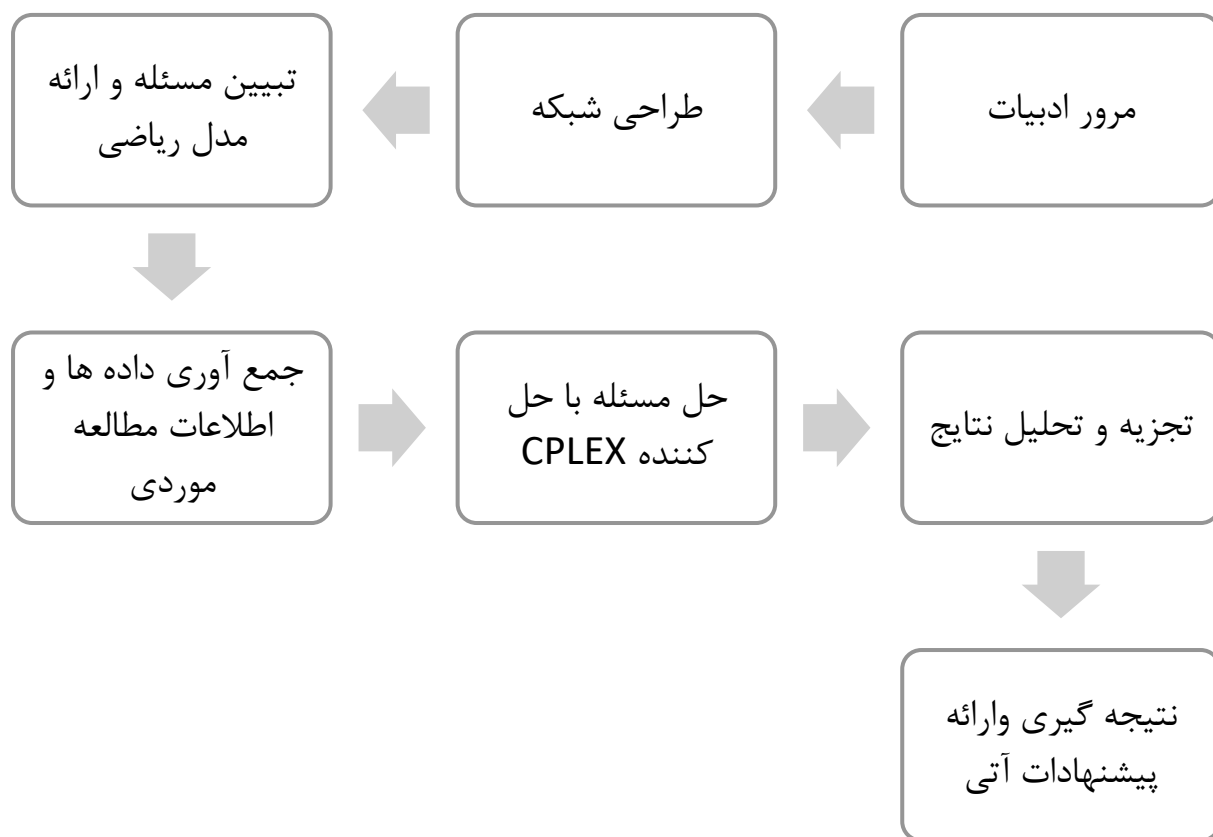 مرور ادبیات
طراحی شبکه
تبیین مسئله و ارائه
مدل ریاضی
جمع آوری داده ها و
اطلاعات مطالعه
موردی
حل مسئله با حل
کننده CPLEX
تجزیه و تحلیل نتایج
نتیجه گیری وارائه
پیشنهادات آتی